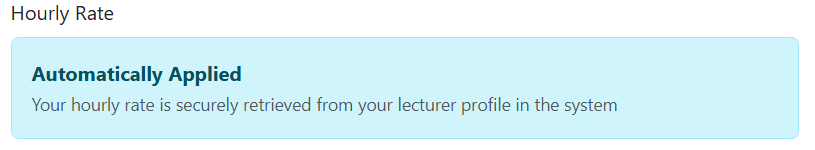 Hourly Rate
Automatically Applied
Your hourly rate is securely retrieved from your lecturer profile in the system